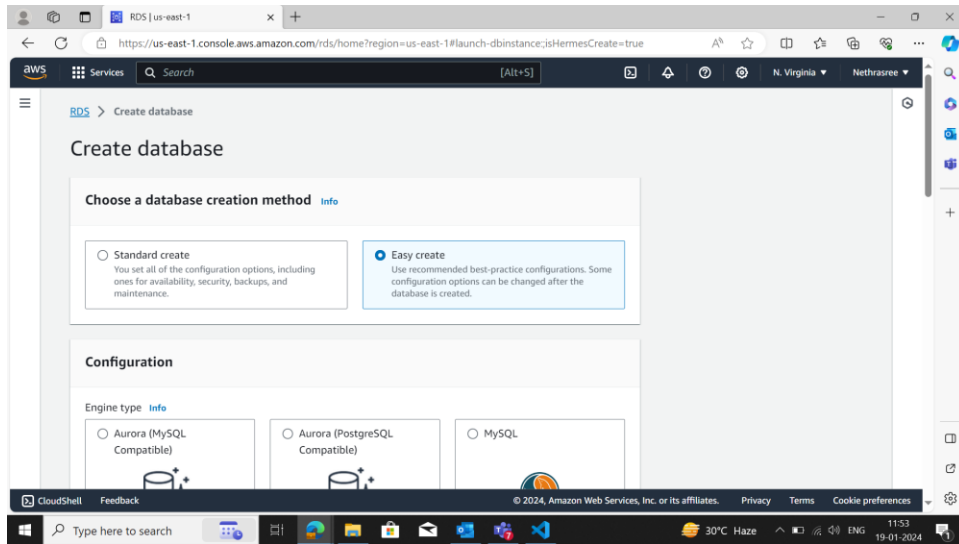 RDS | us-east-1
https://us-east-1.console.aws.amazon.com/rds/home?region=us-east-1#launch-dbinstance:;isHermesCreate=true
aws
Services
Search
[Alt+S]
N. Virginia
Nethrasree
RDS > Create database
Create database
Choose a database creation method Info
Standard create
You set all of the configuration options, including
ones for availability, security, backups, and
maintenance.
Easy create
Use recommended best-practice configurations. Some
configuration options can be changed after the
database is created.
Configuration
Engine type Info
Aurora (MySQL
Compatible)
Aurora (PostgreSQL
Compatible)
MySQL
CloudShell
Feedback
© 2024, Amazon Web Services, Inc. or its affiliates.
Privacy
Terms
Cookie preferences
Type here to search
30°C Haze
ENG
11:53
19-01-2024